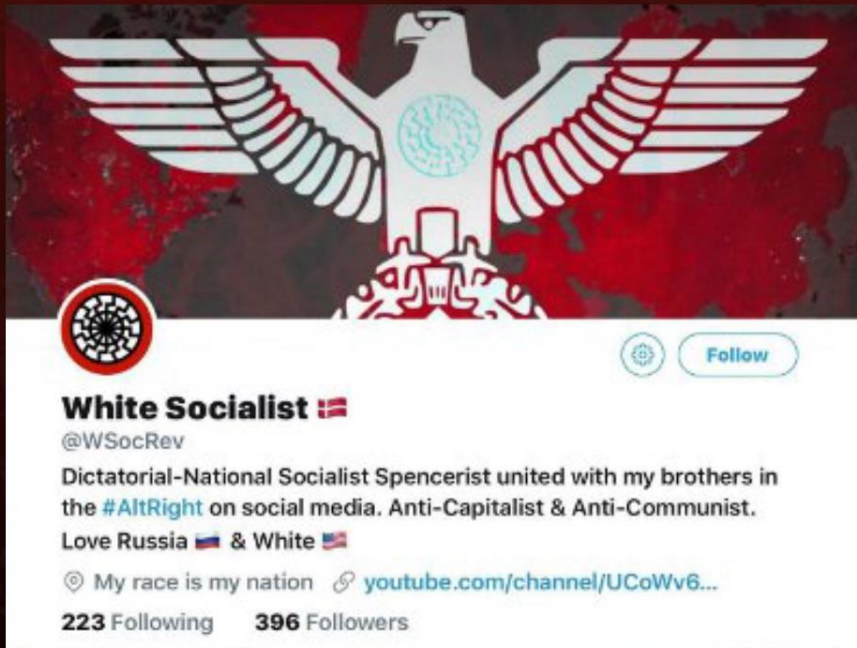 Follow
White Socialist 🇩🇰
@WSocRev
Dictatorial-National Socialist Spencerist united with my brothers in
the #AltRight on social media. Anti-Capitalist & Anti-Communist.
Love Russia 🇷🇺 & White 🇺🇸
My race is my nation youtube.com/channel/UCoWv6...
223 Following 396 Followers